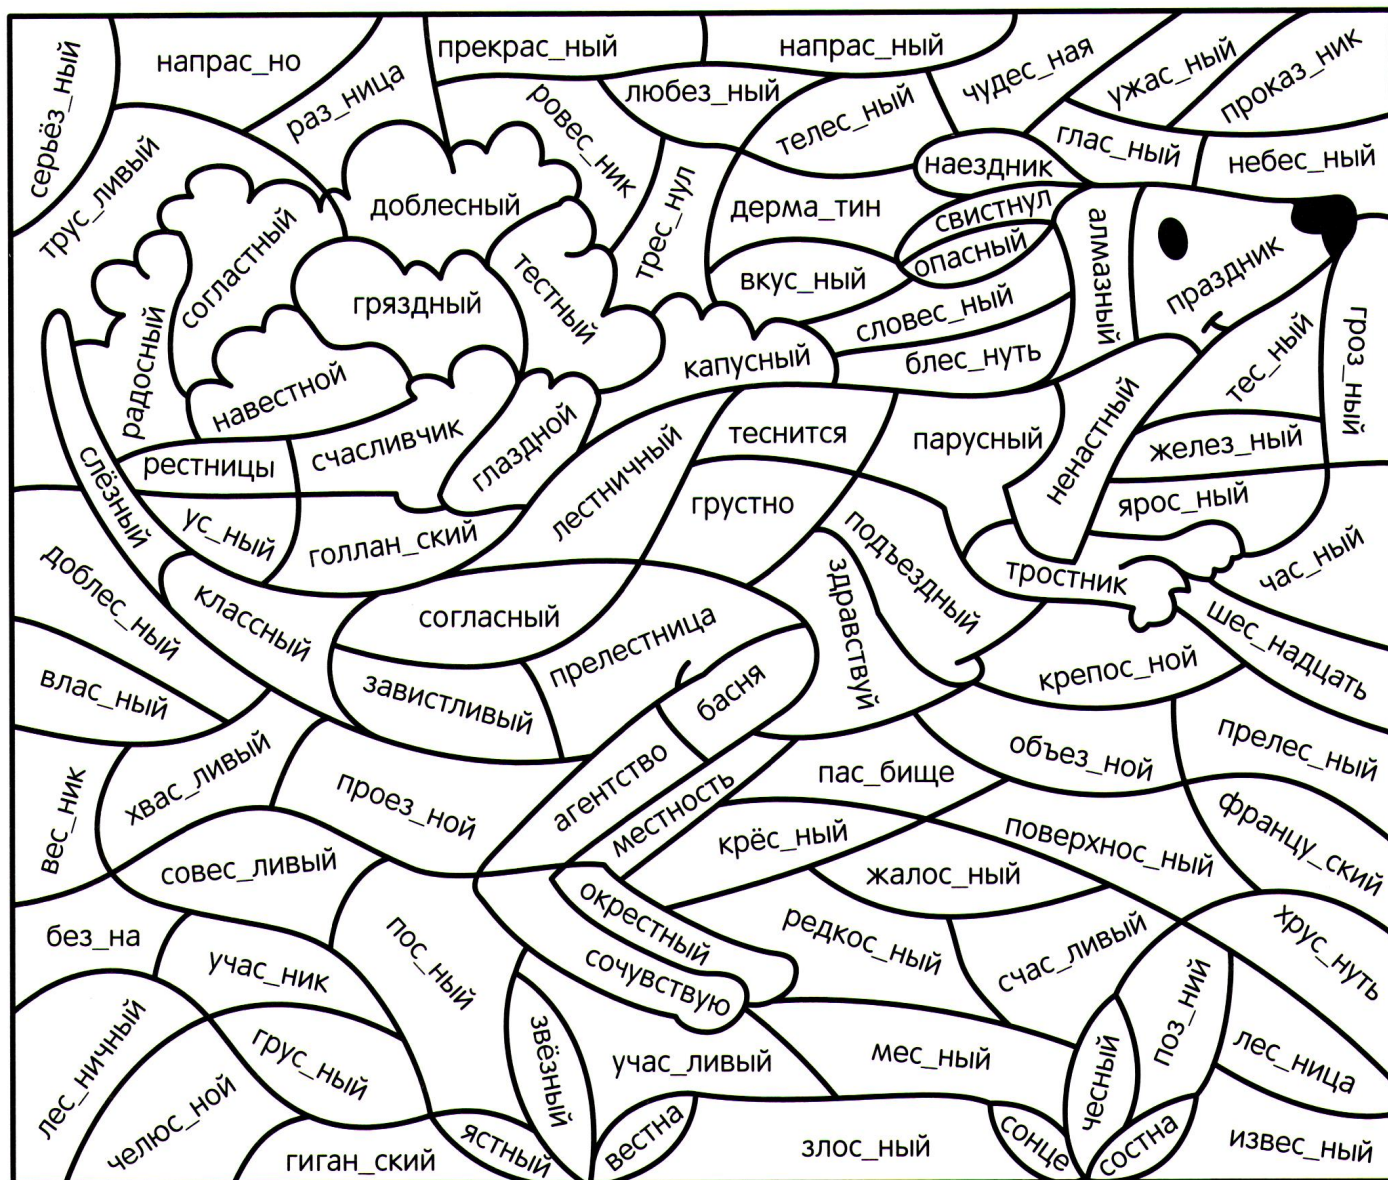 серьёз_ный
напрас_но
раз_ница
прекрас_ный
напрас_ный
чудес_ная
ужас_ный
проказ_ник
трус_ливый
ровес_ник
любез_ный
телес_ный
глас_ный
небес_ный
наездник
согластный
доблесный
трес_нул
дерма_тин
свистнул
опасный
алмазный
праздник
гроз_ный
радосный
гряздный
тестный
вкус_ный
словес_ный
блес_нуть
тес_ный
навестной
капусный
рестницы
счасливчик
глаздной
лестничный
теснится
парусный
ненастный
желез_ный
слёзный
ус_ный
голлан_ский
грустно
ярос_ный
доблес_ный
классный
согласный
здравствуй
подъездный
тростник
час_ный
шес_надцать
влас_ный
завистливый
прелестница
басня
крепос_ной
вес_ник
хвас_ливый
проез_ной
агентство
местность
пас_бище
объез_ной
прелес_ный
совес_ливый
крёс_ный
поверхнос_ный
францу_ский
без_на
учас_ник
пос_ный
окрестный
сочувствую
жалос_ный
редкос_ный
счас_ливый
хрус_нуть
лес_ничный
грус_ный
звёзный
учас_ливый
мес_ный
чесный
поз_ний
лес_ница
челюс_ной
гиган_ский
ястный
вестна
злос_ный
сонце
состна
извес_ный